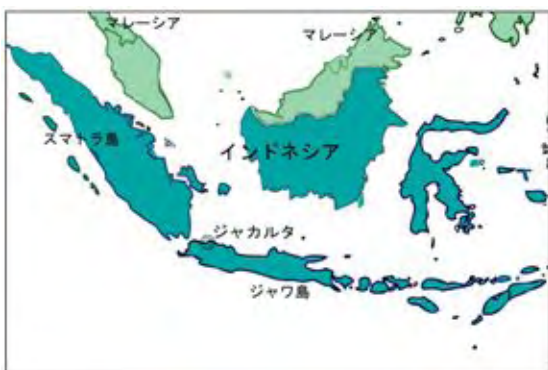 マレーシア
マレーシア
スマトラ島
インドネシア
ジャカルタ
ジャワ島